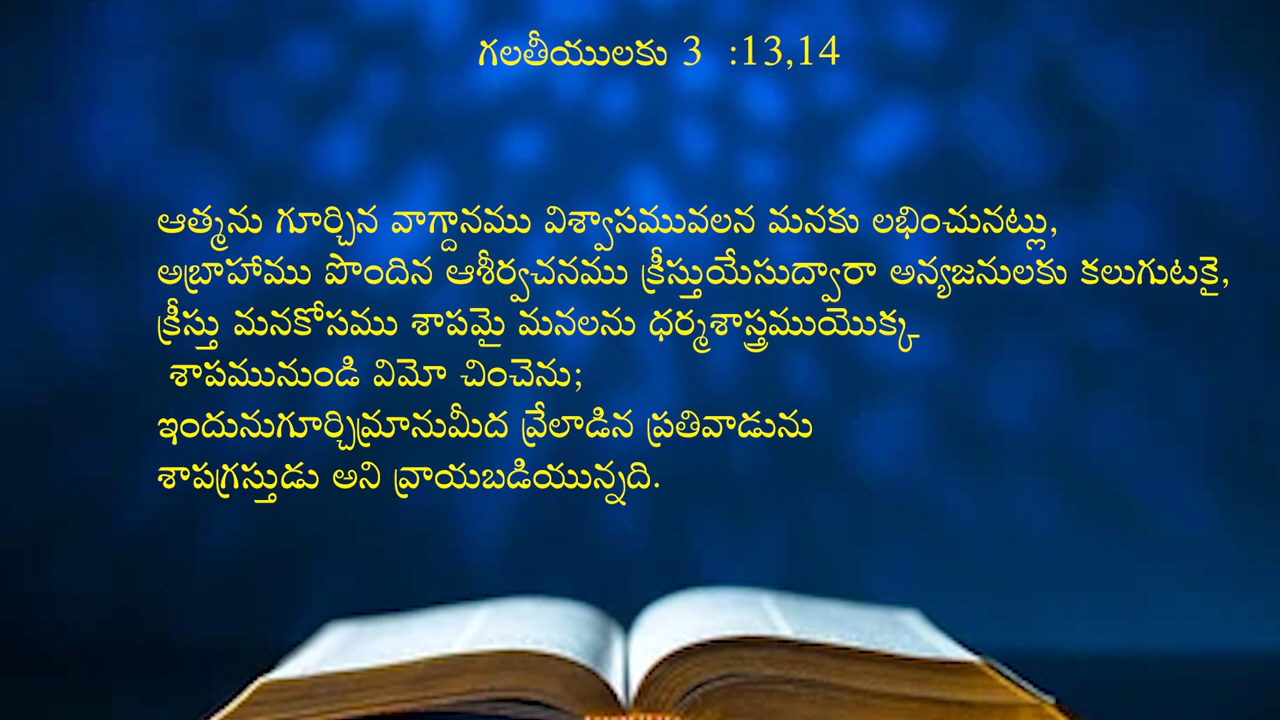 గలతీయులకు 3  :13,14
ఆత్మను గూర్చిన వాగ్దానము విశ్వాసమువలన మనకు లభించునట్లు,
అబ్రాహాము పొందిన ఆశీర్వచనము క్రీస్తుయేసుద్వారా అన్యజనులకు కలుగుటకై,
క్రీస్తు మనకోసము శాపమై మనలను ధర్మశాస్త్రముయొక్క
శాపమునుండి విమో చించెను;
ఇందునుగూర్చిమ్రానుమీద వ్రేలాడిన ప్రతివాడును
శాపగ్రస్తుడు అని వ్రాయబడియున్నది.